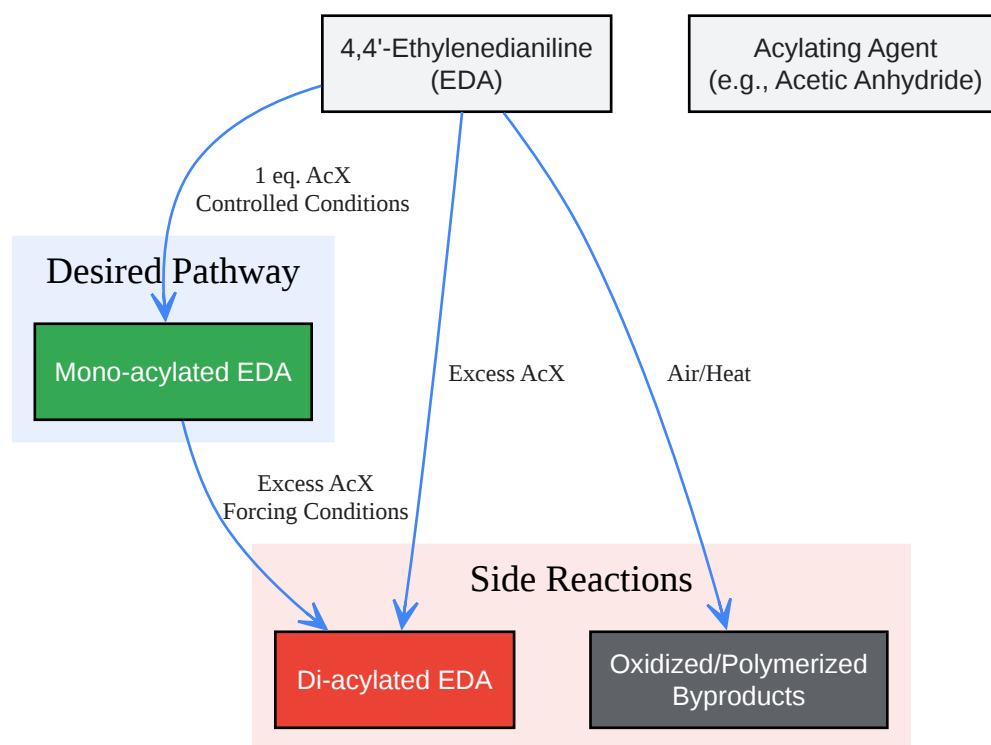 4,4'-Ethylenedianiline
(EDA)
Acylating Agent
(e.g., Acetic Anhydride)
1 eq. AcX
Controlled Conditions
Desired Pathway
Mono-acylated EDA
Excess AcX
Air/Heat
Excess AcX
Forcing Conditions
Side Reactions
Di-acylated EDA
Oxidized/Polymerized
Byproducts